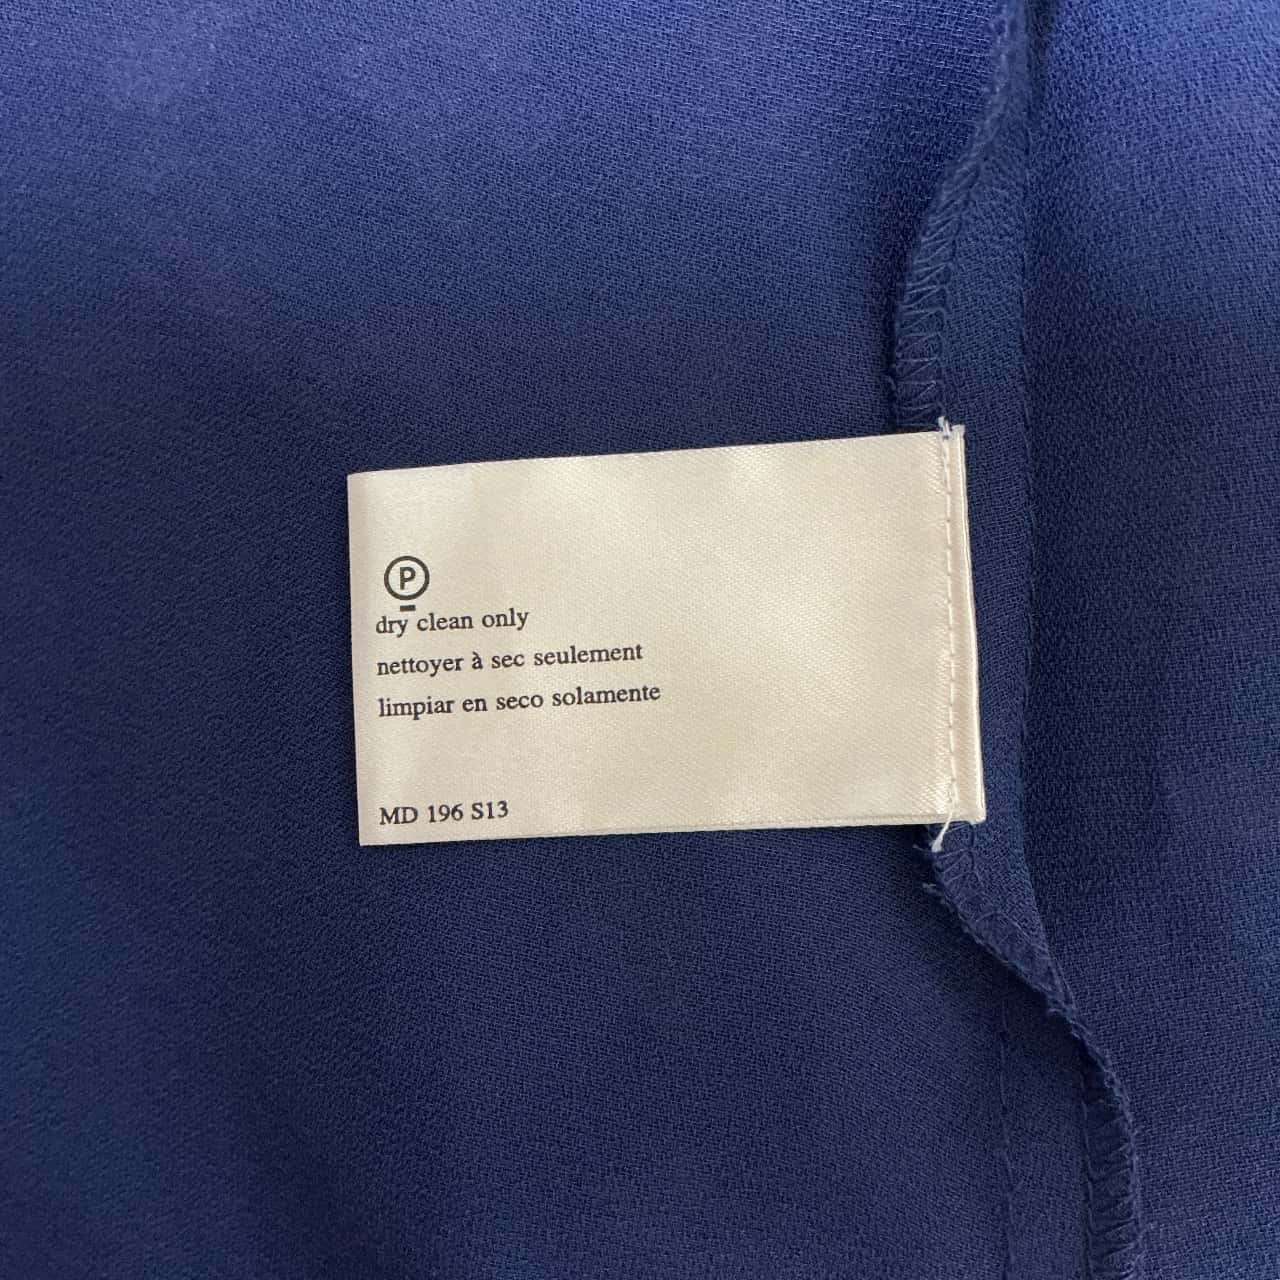 P
dry clean only
nettoyer à sec seulement
limpiar en seco solamente
MD 196 S13